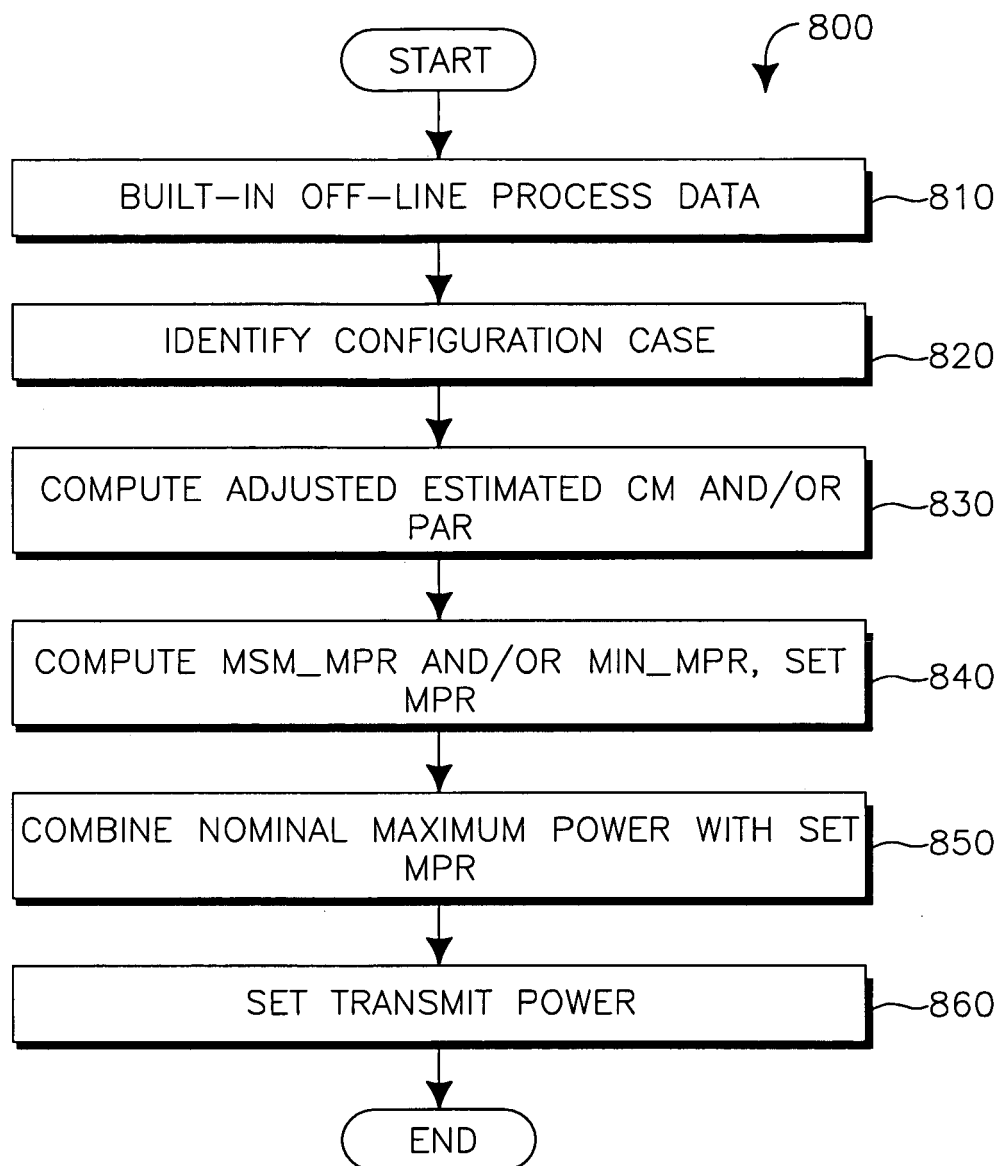 800
START
BUILT-IN OFF-LINE PROCESS DATA
810
IDENTIFY CONFIGURATION CASE
820
COMPUTE ADJUSTED ESTIMATED CM AND/OR
PAR
830
COMPUTE MSM_MPR AND/OR MIN_MPR, SET
MPR
840
COMBINE NOMINAL MAXIMUM POWER WITH SET
MPR
850
SET TRANSMIT POWER
860
END